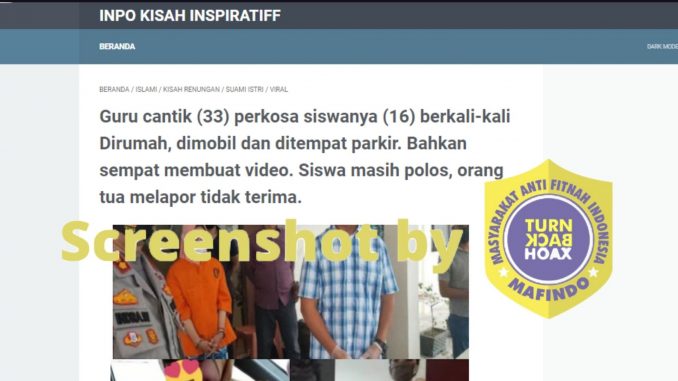 INPO KISAH INSPIRATIFF
BERANDA
DARK MODE
BERANDA / ISLAMI / KISAH RENUNGAN / SUAMI ISTRI / VIRAL
Guru cantik (33) perkosa siswanya (16) berkali-kali
Dirumah, dimobil dan ditempat parkir. Bahkan
sempat membuat video. Siswa masih polos, orang
tua melapor tidak terima.
Screenshot by
MASYARAKAT ANTI FITNAH INDONESIA
TURN
BACK
HOAX
MAFINDO